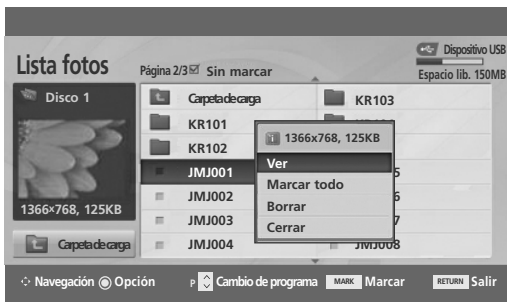 Dispositivo USB
Lista fotos
Página 2/3 Sin marcar
Espacio lib. 150MB
Disco 1
1366x768, 125KB
Carpeta de carga
Carpeta de carga
KR101
KR102
JMJ001
JMJ002
JMJ003
JMJ004
KR103
JMJ008
1366x768, 125KB
Ver
Marcar todo
Borrar
Cerrar
Navegación Opción P Cambio de programa MARK Marcar RETURN Salir